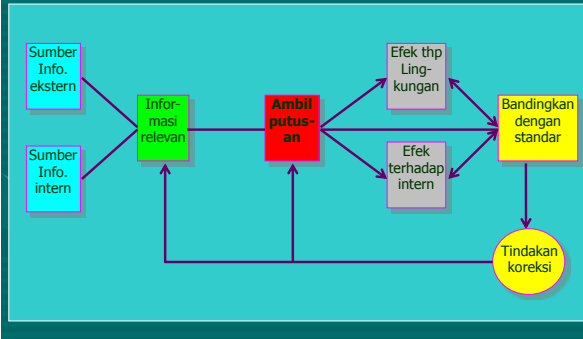 Sumber
Info.
ekstern
Sumber
Info.
intern
Infor-
masi
relevan
Ambil
putus-
an
Efek thp
Ling-
kungan
Efek
terhadap
intern
Bandingkan
dengan
standar
Tindakan
koreksi